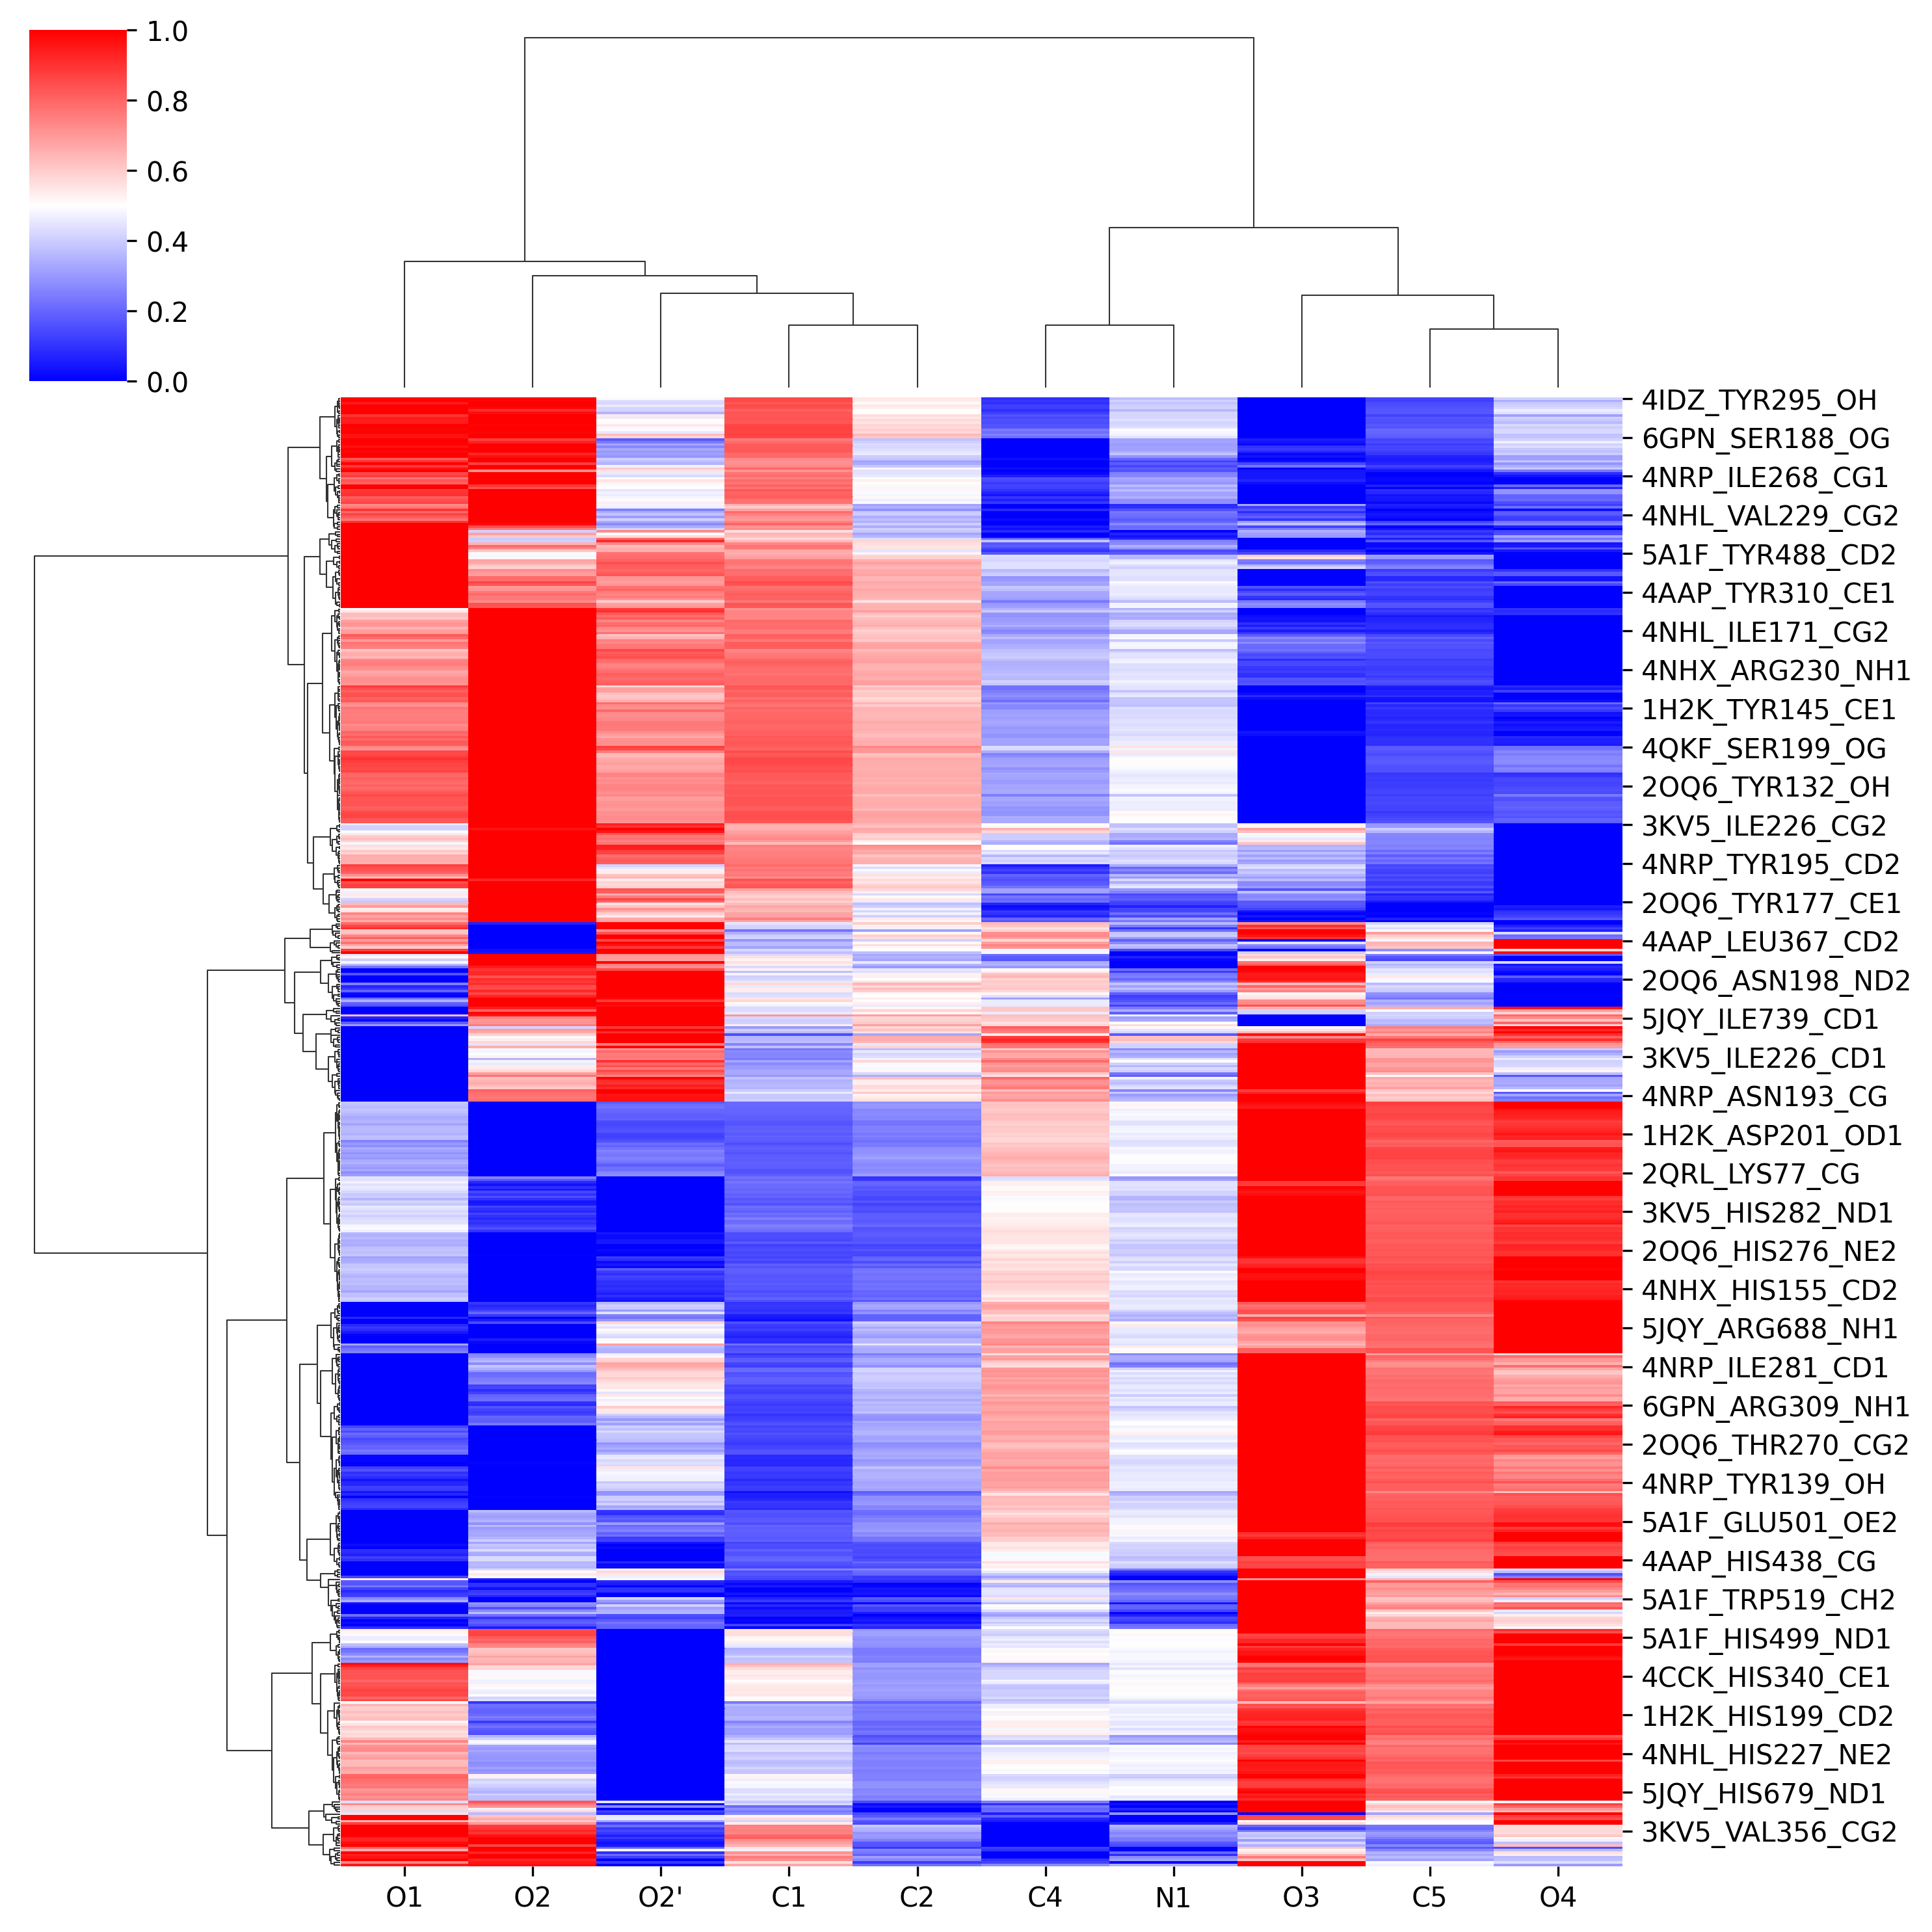 1.0
0.8
0.6
0.4
0.2
0.0
4IDZ_TYR295_OH
6GPN_SER188_OG
4NRP_ILE268_CG1
4NHL_VAL229_CG2
5A1F_TYR488_CD2
4AAP_TYR310_CE1
4NHL_ILE171_CG2
4NHX_ARG230_NH1
1H2K_TYR145_CE1
4QKF_SER199_OG
2OQ6_TYR132_OH
3KV5_ILE226_CG2
4NRP_TYR195_CD2
2OQ6_TYR177_CE1
4AAP_LEU367_CD2
2OQ6_ASN198_ND2
5JQY_ILE739_CD1
3KV5_ILE226_CD1
4NRP_ASN193_CG
1H2K_ASP201_OD1
2QRL_LYS77_CG
3KV5_HIS282_ND1
2OQ6_HIS276_NE2
4NHX_HIS155_CD2
5JQY_ARG688_NH1
4NRP_ILE281_CD1
6GPN_ARG309_NH1
2OQ6_THR270_CG2
4NRP_TYR139_OH
5A1F_GLU501_OE2
4AAP_HIS438_CG
5A1F_TRP519_CH2
5A1F_HIS499_ND1
4CCK_HIS340_CE1
1H2K_HIS199_CD2
4NHL_HIS227_NE2
5JQY_HIS679_ND1
3KV5_VAL356_CG2
O1 O2 O2' C1 C2 C4 N1 O3 C5 O4